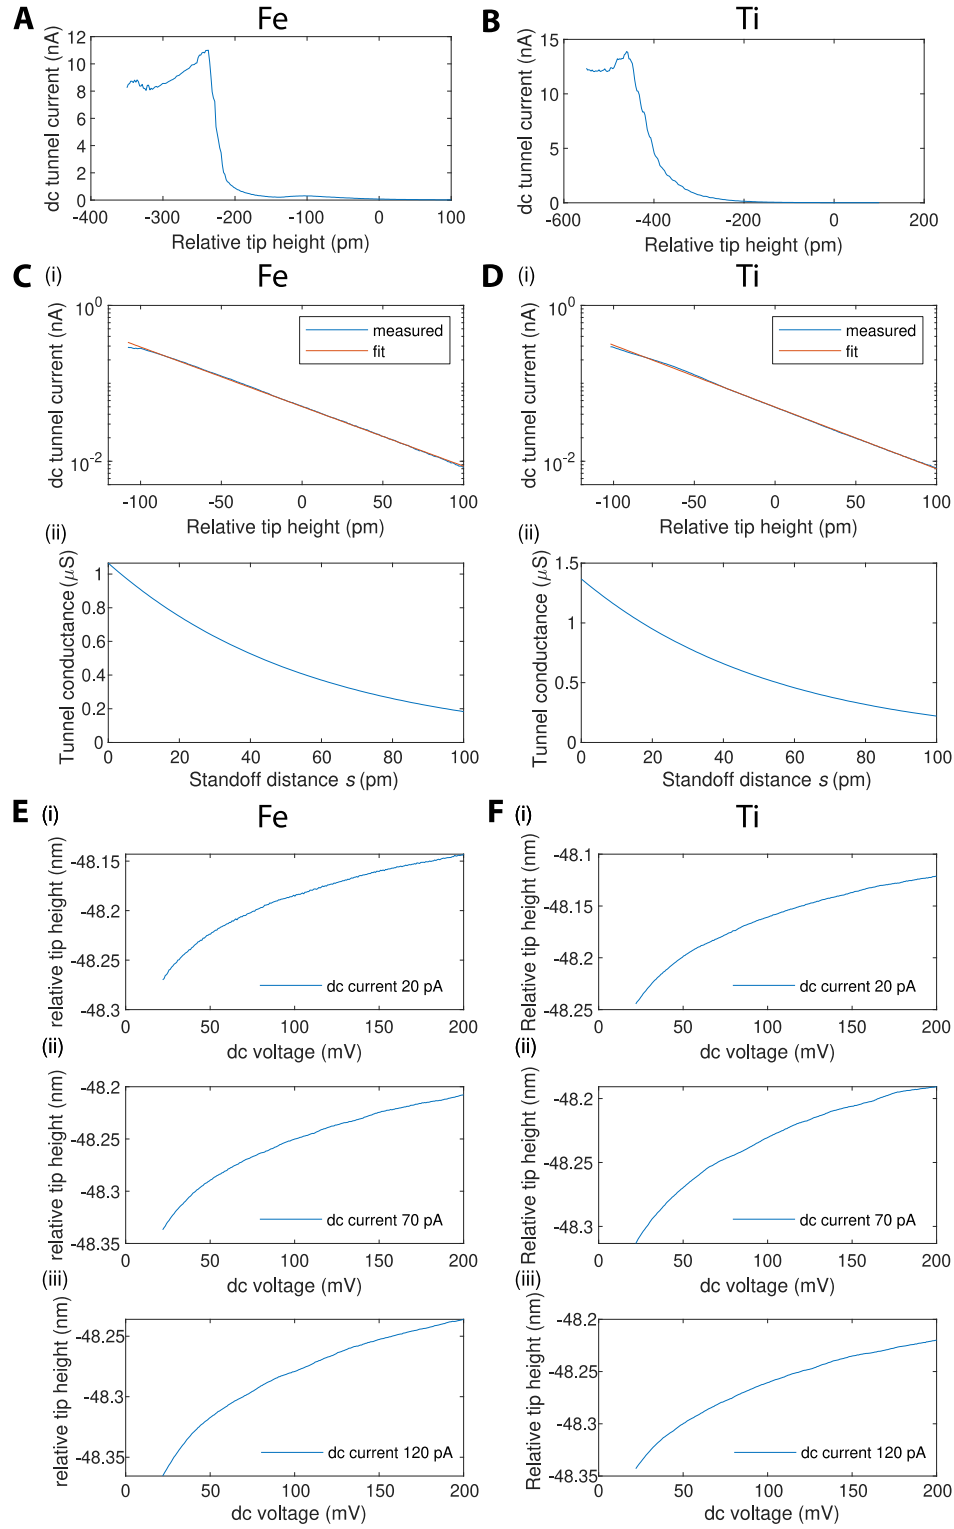 A
Fe
dc tunnel current (nA)
12
10
8
6
4
2
0
-400
-300
-200
-100
0
100
Relative tip height (pm)
B
Ti
dc tunnel current (nA)
15
10
5
0
-600
-400
-200
0
200
Relative tip height (pm)
C
(i)
Fe
dc tunnel current (nA)
10^0
10^-2
measured
fit
-100
-50
0
50
100
Relative tip height (pm)
(ii)
Tunnel conductance (μS)
1
0.8
0.6
0.4
0.2
0
0
20
40
60
80
100
Standoff distance s (pm)
D
(i)
Ti
dc tunnel current (nA)
10^0
10^-2
measured
fit
-100
-50
0
50
100
Relative tip height (pm)
(ii)
Tunnel conductance (μS)
1.5
1
0.5
0
0
20
40
60
80
100
Standoff distance s (pm)
E
(i)
Fe
relative tip height (nm)
-48.15
-48.2
-48.25
-48.3
dc current 20 pA
0
50
100
150
200
dc voltage (mV)
(ii)
relative tip height (nm)
-48.2
-48.25
-48.3
-48.35
dc current 70 pA
0
50
100
150
200
dc voltage (mV)
(iii)
relative tip height (nm)
-48.25
-48.3
-48.35
dc current 120 pA
0
50
100
150
200
dc voltage (mV)
F
(i)
Ti
Relative tip height (nm)
-48.1
-48.15
-48.2
-48.25
dc current 20 pA
0
50
100
150
200
dc voltage (mV)
(ii)
Relative tip height (nm)
-48.2
-48.25
-48.3
dc current 70 pA
0
50
100
150
200
dc voltage (mV)
(iii)
Relative tip height (nm)
-48.2
-48.25
-48.3
-48.35
dc current 120 pA
0
50
100
150
200
dc voltage (mV)